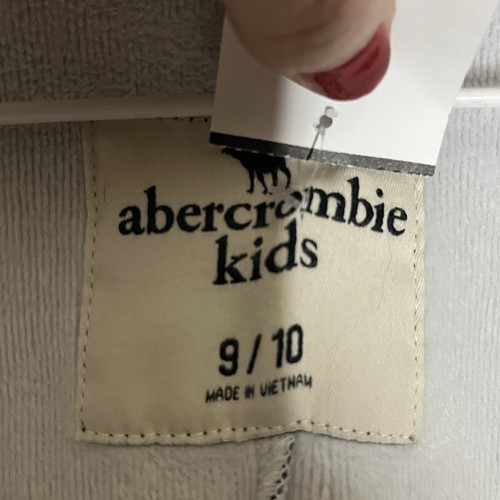 abercrombie
kids
9 / 10
MADE IN VIETNAM